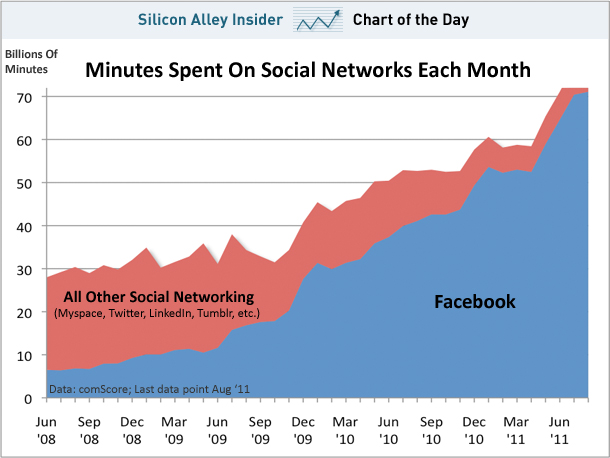 Silicon Alley Insider Chart of the Day
Billions Of
Minutes
Minutes Spent On Social Networks Each Month
70
60
50
40
30
20
10
0
All Other Social Networking
(Myspace, Twitter, LinkedIn, Tumblr, etc.)
Facebook
Data: comScore; Last data point Aug '11
Jun Sep Dec Mar Jun Sep Dec Mar Jun Sep Dec Mar Jun
'08 '08 '08 '09 '09 '09 '09 '10 '10 '10 '10 '11 '11